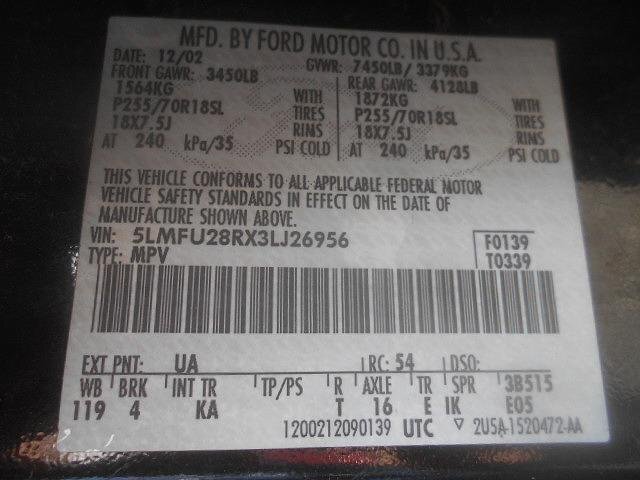 MFD. BY FORD MOTOR CO. IN U.S.A.
DATE: 12/02 GVWR: 7450LB/ 3379KG
FRONT GAWR: 3450LB REAR GAWR: 4128LB
1564KG WITH 1872KG WITH
P255/70R18SL TIRES P255/70R18SL TIRES
18X7.5J RIMS 18X7.5J RIMS
AT 240 kPa/35 PSI COLD AT 240 kPa/35 PSI COLD
THIS VEHICLE CONFORMS TO ALL APPLICABLE FEDERAL MOTOR
VEHICLE SAFETY STANDARDS IN EFFECT ON THE DATE OF
MANUFACTURE SHOWN ABOVE.
VIN: 5LMFU28RX3LJ26956 F0139
TYPE: MPV T0339
EXT PNT: UA RC: 54 DSO:
WB BRK INT TR TP/PS R AXLE TR SPR 3B515
119 4 KA T 16 E IK E05
1200212090139 UTC ▽ 2U5A-1520472-AA